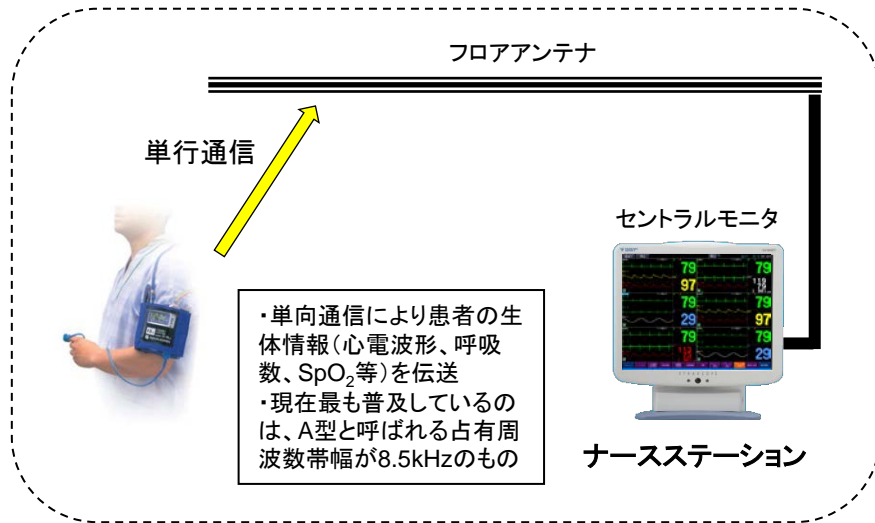 フロアアンテナ
単行通信
セントラルモニタ
79
79
97
79
79
29
97
79
79
29
・単向通信により患者の生
体情報(心電波形、呼吸
数、SpO2等)を伝送
・現在最も普及しているの
は、A型と呼ばれる占有周
波数帯幅が8.5kHzのもの
ナースステーション